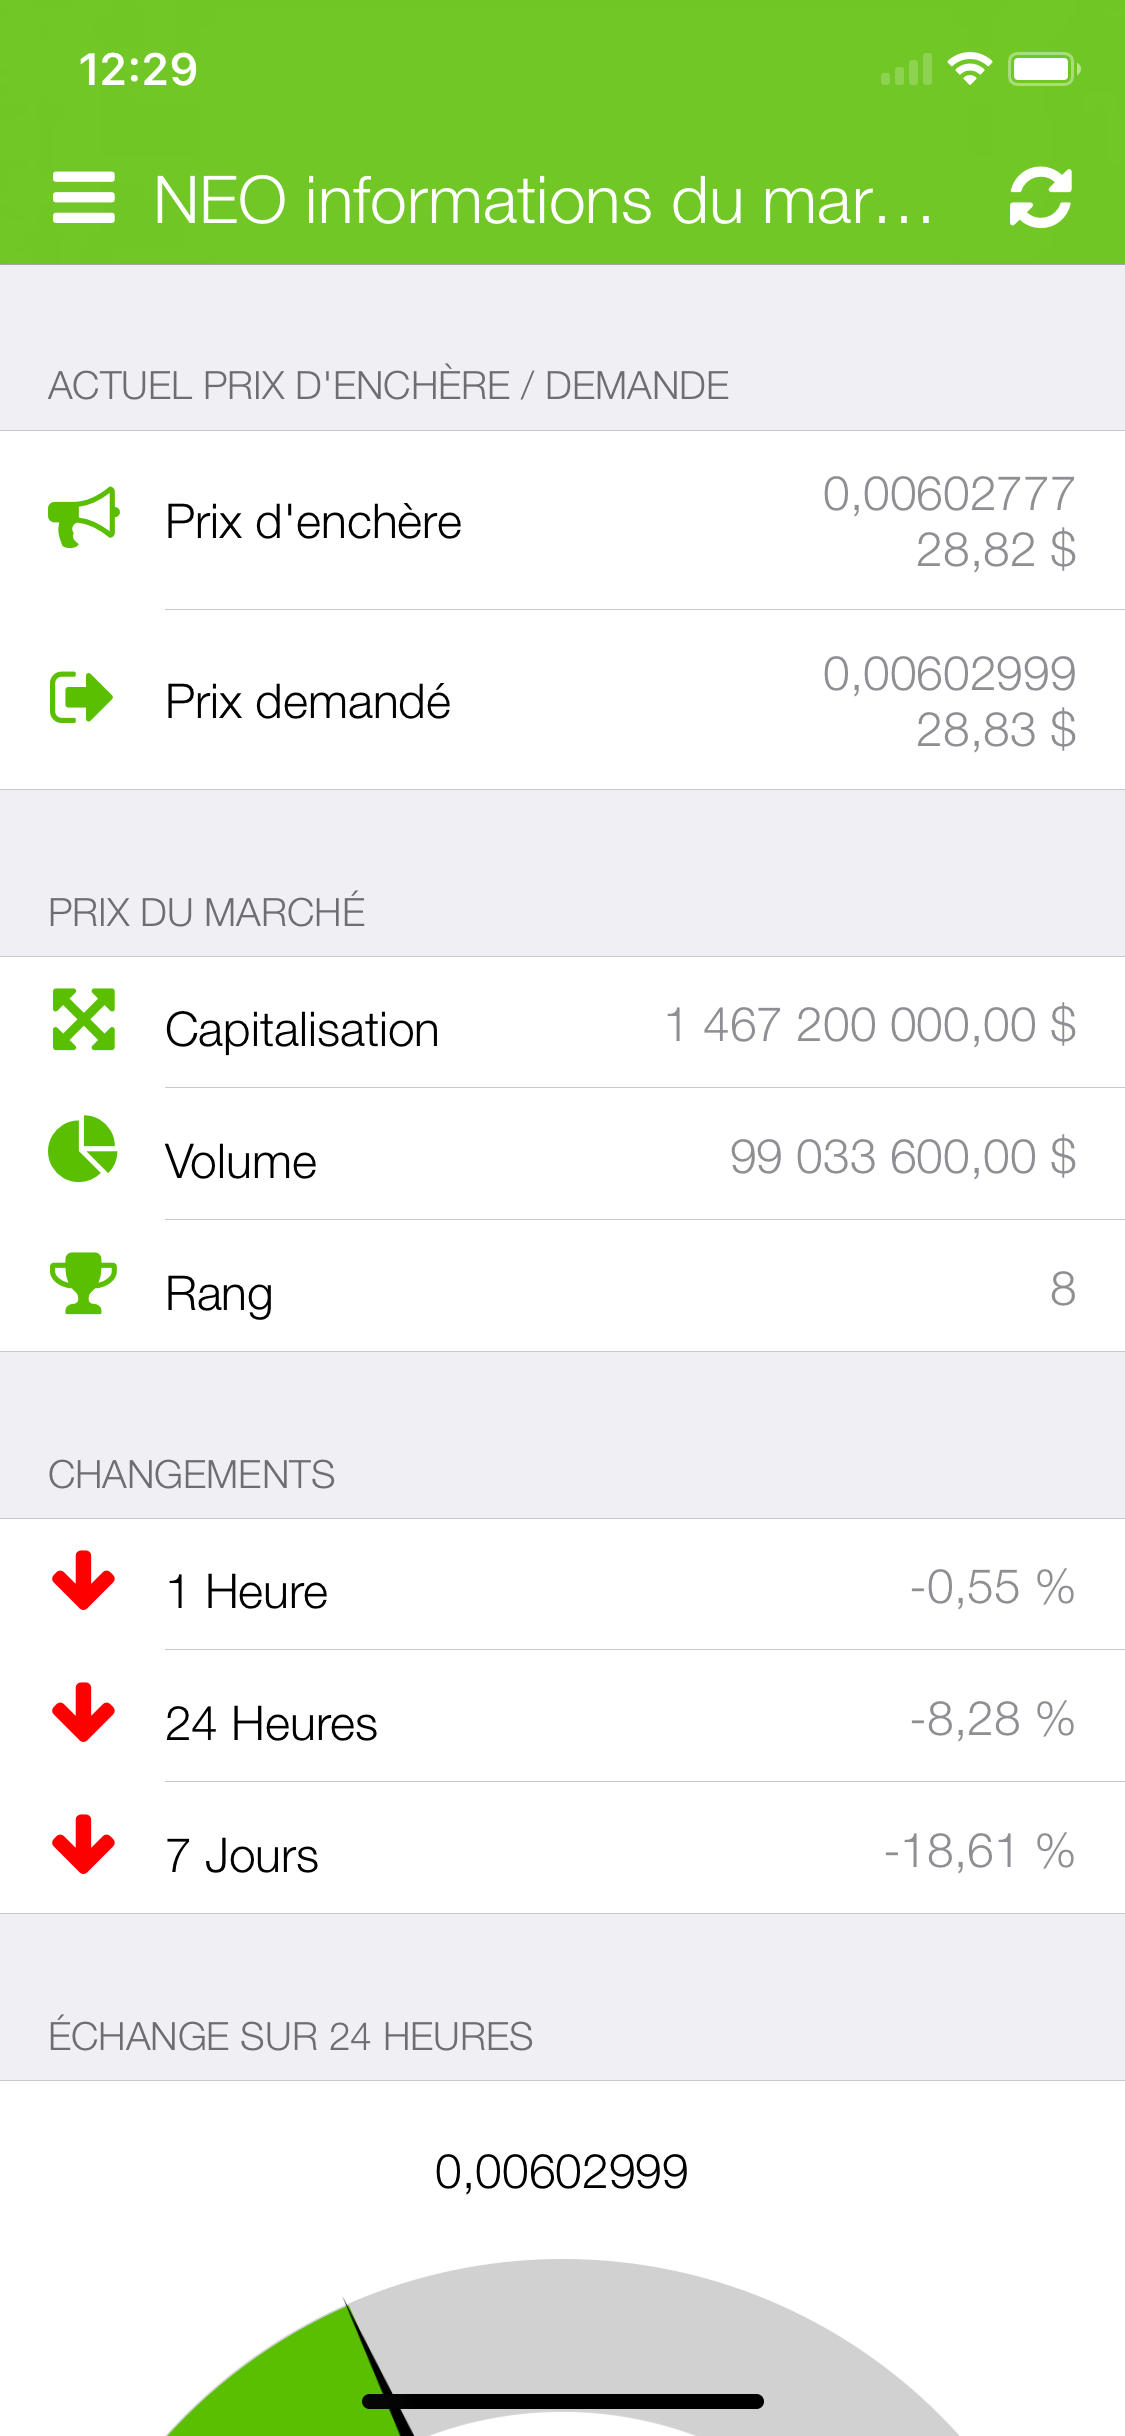 12:29
NEO informations du mar...
ACTUEL PRIX D'ENCHÈRE / DEMANDE
Prix d'enchère
0,00602777
28,82 $
Prix demandé
0,00602999
28,83 $
PRIX DU MARCHÉ
Capitalisation
1 467 200 000,00 $
Volume
99 033 600,00 $
Rang
8
CHANGEMENTS
1 Heure
-0,55 %
24 Heures
-8,28 %
7 Jours
-18,61 %
ÉCHANGE SUR 24 HEURES
0,00602999